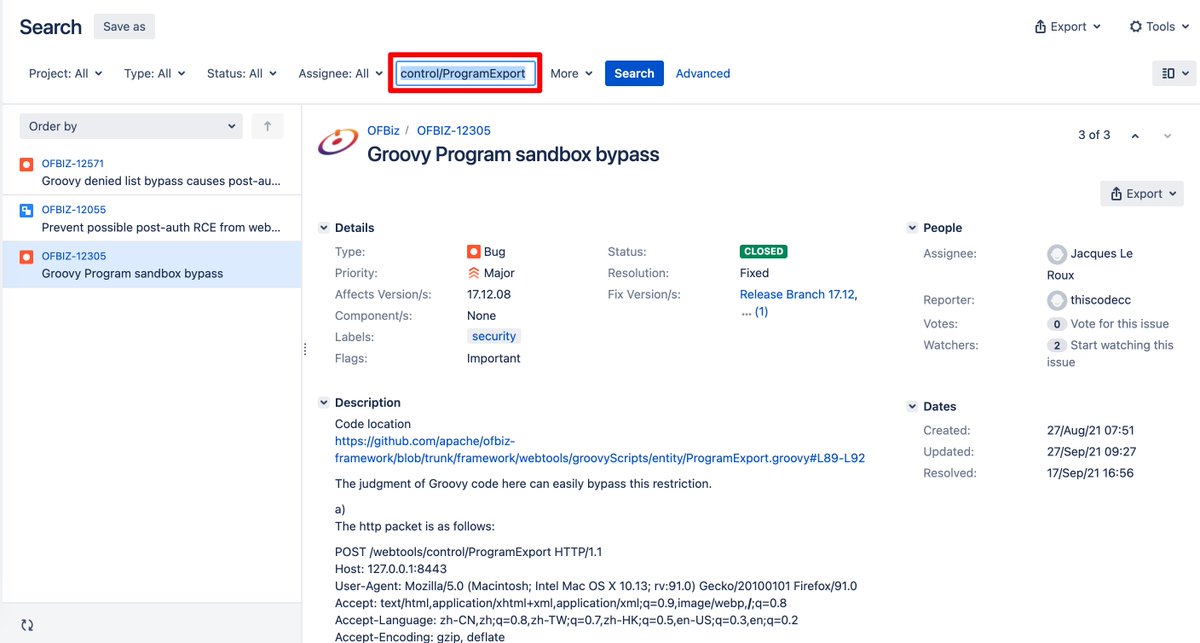 Search
Save as
Export
Tools
Project: All
Type: All
Status: All
Assignee: All
control/ProgramExport
More
Search
Advanced
Order by
OFBIZ-12571
Groovy denied list bypass causes post-au...
OFBIZ-12055
Prevent possible post-auth RCE from web...
OFBIZ-12305
Groovy Program sandbox bypass
OFBiz / OFBIZ-12305
Groovy Program sandbox bypass
3 of 3
Export
Details
Type: Bug
Priority: Major
Affects Version/s: 17.12.08
Component/s: None
Labels: security
Flags: Important
Status: CLOSED
Resolution: Fixed
Fix Version/s: Release Branch 17.12,
... (1)
Description
Code location
https://github.com/apache/ofbiz-
framework/blob/trunk/framework/webtools/groovyScripts/entity/ProgramExport.groovy#L89-L92
The judgment of Groovy code here can easily bypass this restriction.
a)
The http packet is as follows:
POST /webtools/control/ProgramExport HTTP/1.1
Host: 127.0.0.1:8443
User-Agent: Mozilla/5.0 (Macintosh; Intel Mac OS X 10.13; rv:91.0) Gecko/20100101 Firefox/91.0
Accept: text/html,application/xhtml+xml,application/xml;q=0.9,image/webp,/;q=0.8
Accept-Language: zh-CN,zh;q=0.8,zh-TW;q=0.7,zh-HK;q=0.5,en-US;q=0.3,en;q=0.2
Accept-Encoding: gzip, deflate
People
Assignee: Jacques Le
Roux
Reporter: thiscodecc
Votes: 0 Vote for this issue
Watchers: 2 Start watching this
issue
Dates
Created: 27/Aug/21 07:51
Updated: 27/Sep/21 09:27
Resolved: 17/Sep/21 16:56